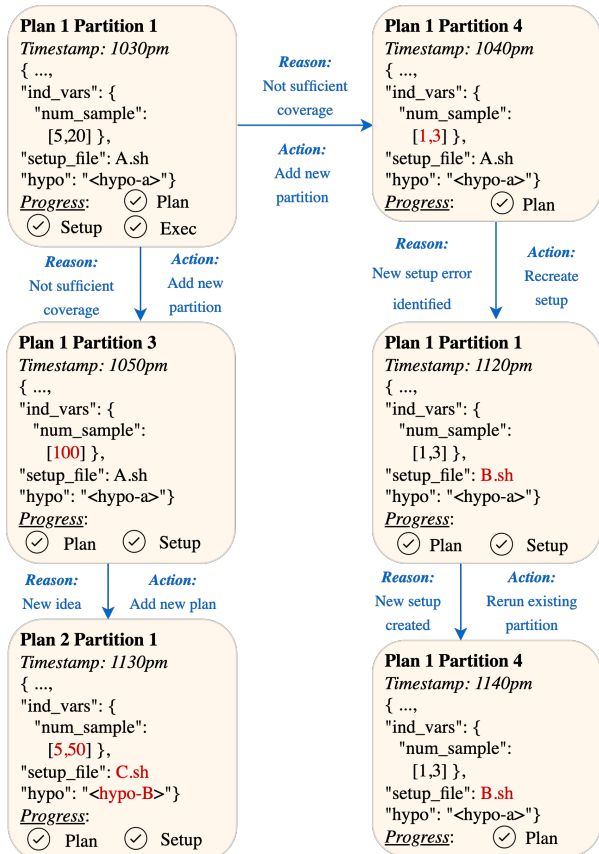 Plan 1 Partition 1
Timestamp: 1030pm
{ ...,
"ind_vars": {
"num_sample":
[5,20] },
"setup_file": A.sh
"hypo": "<hypo-a>"}
Progress: Plan
Setup Exec
Reason:
Not sufficient
coverage
Action:
Add new
partition
Plan 1 Partition 4
Timestamp: 1040pm
{ ...,
"ind_vars": {
"num_sample":
[1,3] },
"setup_file": A.sh
"hypo": "<hypo-a>"}
Progress: Plan
Reason:
Not sufficient
coverage
Action:
Add new
partition
Reason:
New setup error
identified
Action:
Recreate
setup
Plan 1 Partition 3
Timestamp: 1050pm
{ ...,
"ind_vars": {
"num_sample":
[100] },
"setup_file": A.sh
"hypo": "<hypo-a>"}
Progress:
Plan Setup
Plan 1 Partition 1
Timestamp: 1120pm
{ ...,
"ind_vars": {
"num_sample":
[1,3] },
"setup_file": B.sh
"hypo": "<hypo-a>"}
Progress:
Plan Setup
Reason:
New idea
Action:
Add new plan
Reason:
New setup
created
Action:
Rerun existing
partition
Plan 2 Partition 1
Timestamp: 1130pm
{ ...,
"ind_vars": {
"num_sample":
[5,50] },
"setup_file": C.sh
"hypo": "<hypo-B>"}
Progress:
Plan Setup
Plan 1 Partition 4
Timestamp: 1140pm
{ ...,
"ind_vars": {
"num_sample":
[1,3] },
"setup_file": B.sh
"hypo": "<hypo-a>"}
Progress: Plan